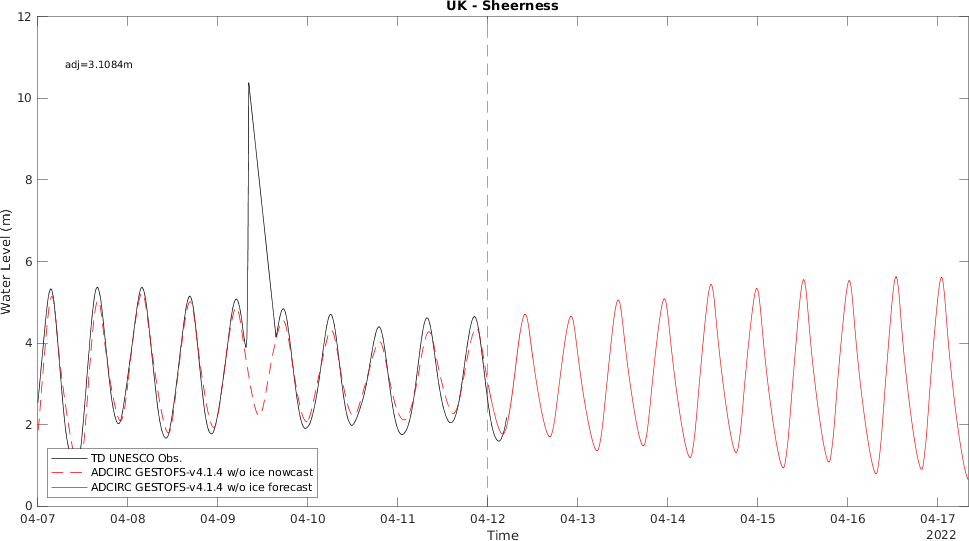 UK - Sheerness
adj=3.1084m
Water Level (m)
12
10
8
6
4
2
0
TD UNESCO Obs.
ADCIRC GESTOFS-v4.1.4 w/o ice nowcast
ADCIRC GESTOFS-v4.1.4 w/o ice forecast
04-07 04-08 04-09 04-10 04-11 04-12 04-13 04-14 04-15 04-16 04-17
Time
2022